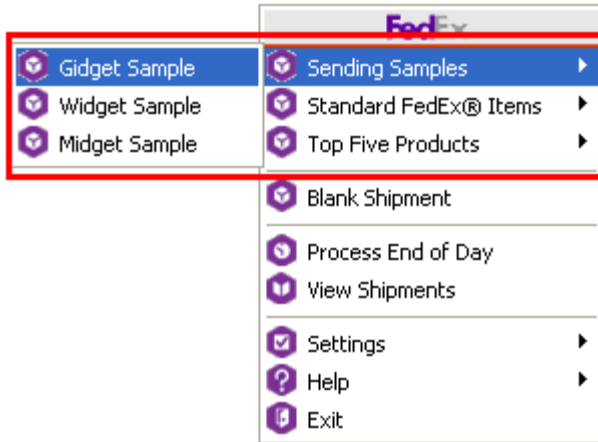 FedEx
Gidget Sample
Widget Sample
Midget Sample
Sending Samples
Standard FedEx® Items
Top Five Products
Blank Shipment
Process End of Day
View Shipments
Settings
Help
Exit